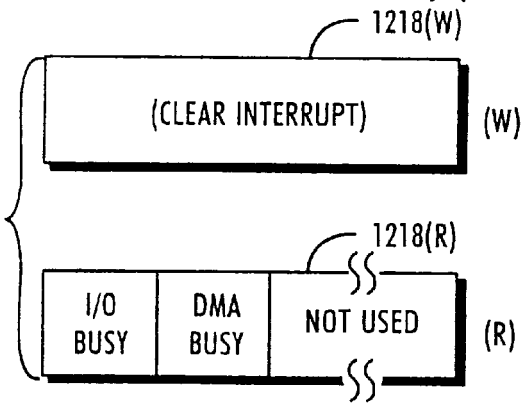 1218(W)
(CLEAR INTERRUPT)
(W)
1218(R)
I/O BUSY
DMA BUSY
NOT USED
(R)